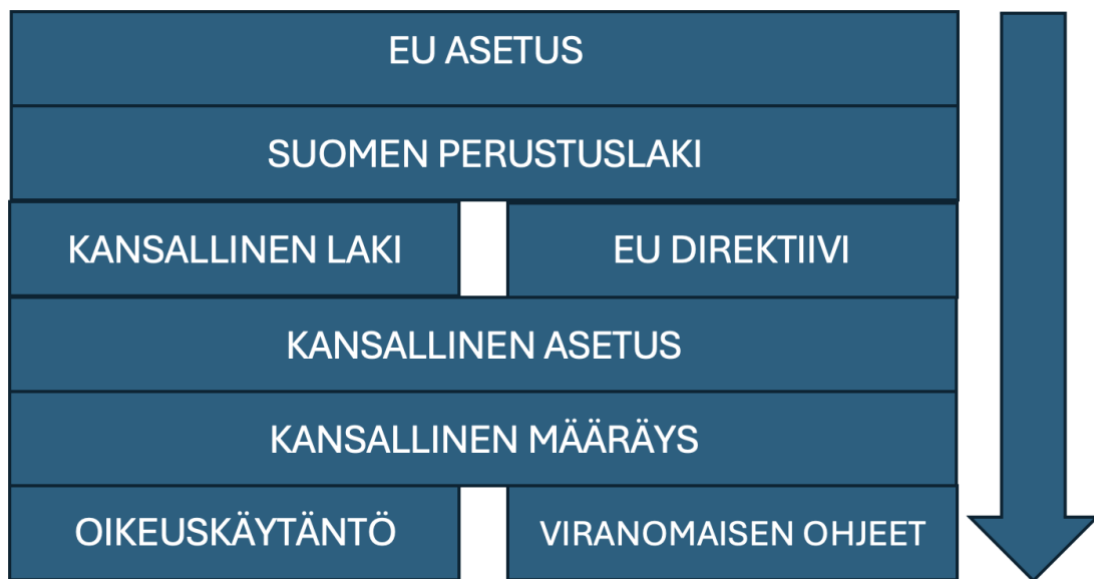 EU ASETUS
SUOMEN PERUSTUSLAKI
KANSALLINEN LAKI
EU DIREKTIIVI
KANSALLINEN ASETUS
KANSALLINEN MÄÄRÄYS
OIKEUSKÄYTÄNTÖ
VIRANOMAISEN OHJEET